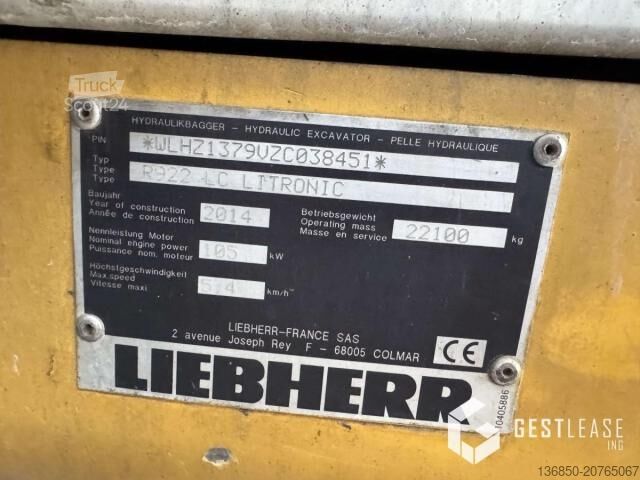 Truck
Scout24
HYDRAULIKBAGGER - HYDRAULIC EXCAVATOR - PELLE HYDRAULIQUE
PIN *WLHZ1379VZC038451*
Typ
Type R922 LC LITRONIC
Type
Baujahr
Year of construction 2014
Année de construction
Betriebsgewicht
Operating mass 22100 kg
Masse en service
Nennleistung Motor
Nominal engine power 105 kW
Puissance nom. moteur
Höchstgeschwindigkeit
Max.speed 5,4 km/h
Vitesse maxi
LIEBHERR-FRANCE SAS
2 avenue Joseph Rey F - 68005 COLMAR
CE
LIEBHERR
10405886
GESTLEASE
ING
136850-20765067